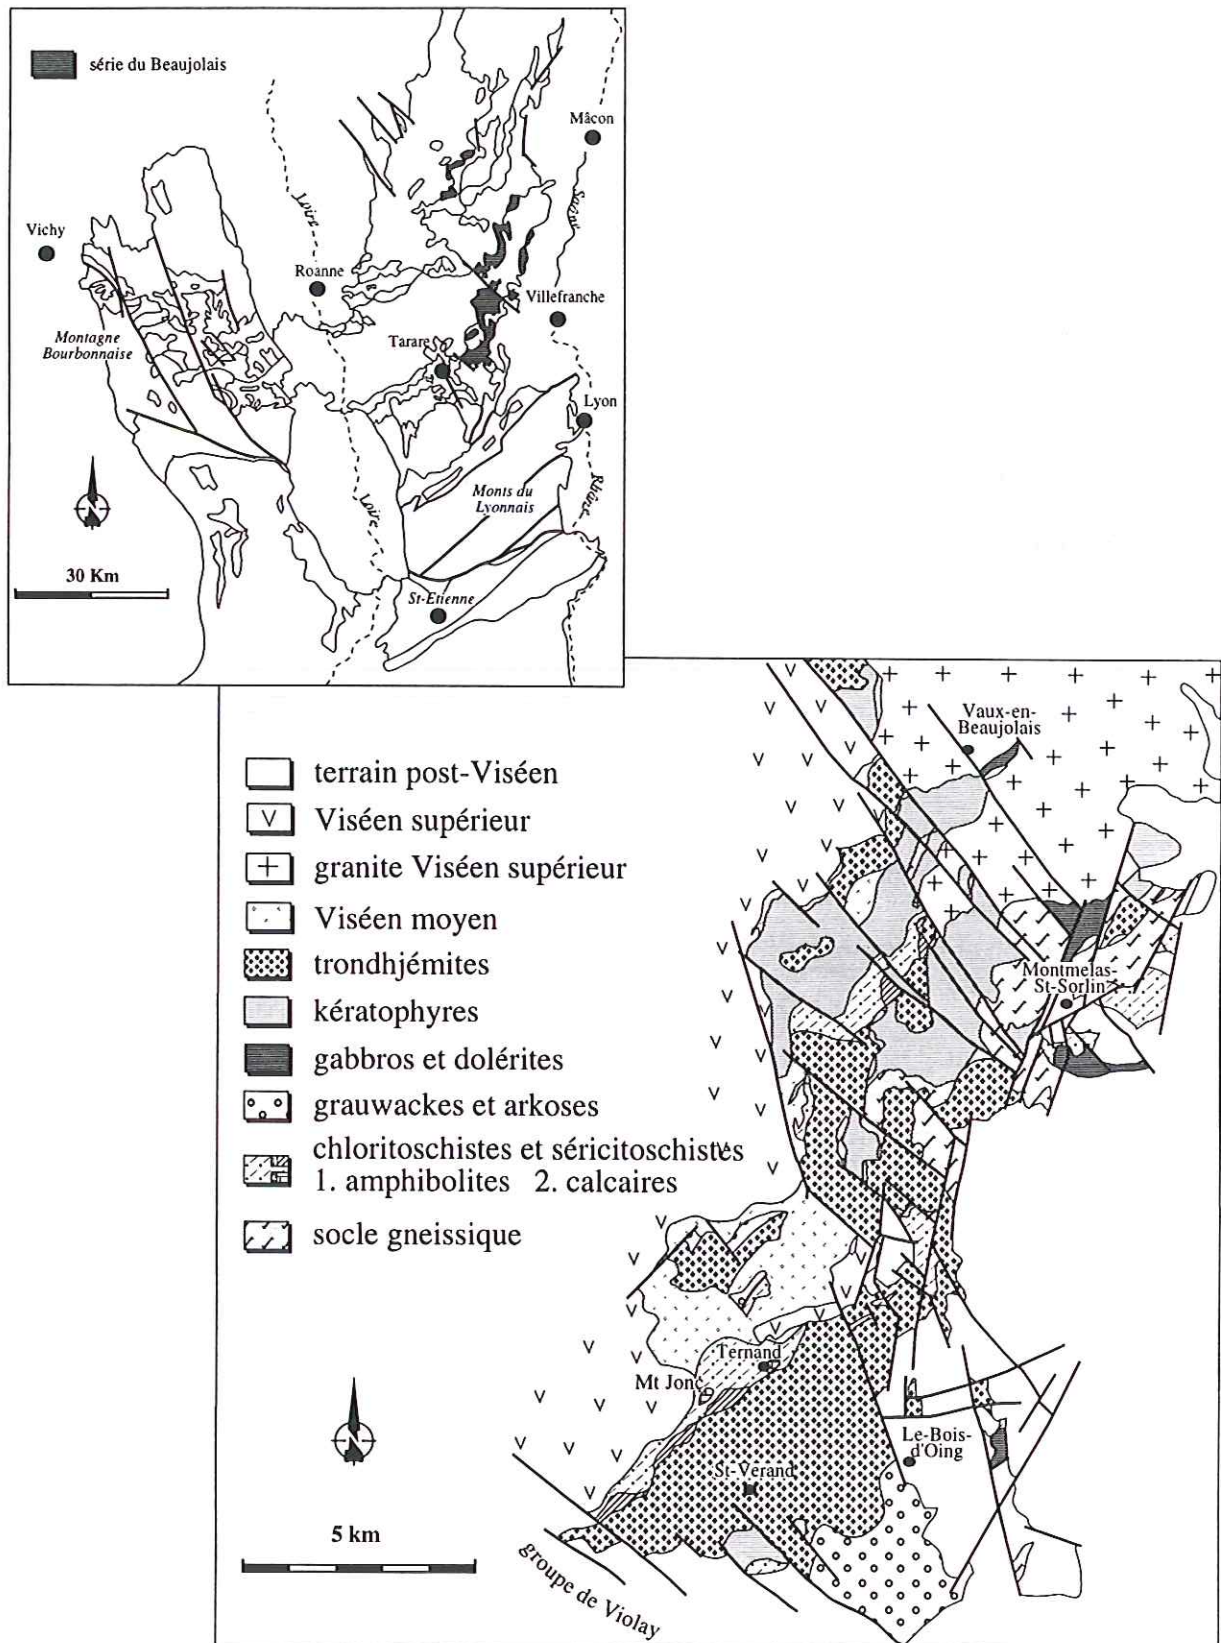 série du Beaujolais
Mâcon
Saône
Loire
Vichy
Roanne
Villefranche
Montagne
Bourbonnaise
Tarare
Lyon
Rhône
Loire
Monts du
Lyonnais
N
30 Km
St-Etienne
Vaux-en-
Beaujolais
terrain post-Viséen
Viséen supérieur
granite Viséen supérieur
Viséen moyen
trondhjémites
kératophyres
gabbros et dolérites
grauwackes et arkoses
chloritoschistes et séricitoschistes
1. amphibolites 2. calcaires
socle gneissique
Montmelas-
St-Sorlin
Ternand
Mt Jonc
Le-Bois-
d'Oing
St-Verand
N
5 km
groupe de Violay